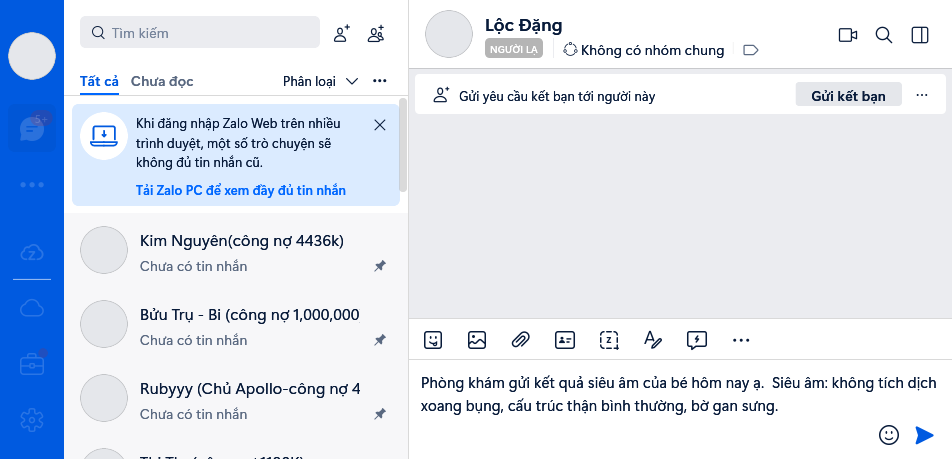 Tìm kiếm
Tất cả
Chưa đọc
Phân loại
Khi đăng nhập Zalo Web trên nhiều
trình duyệt, một số trò chuyện sẽ
không đủ tin nhắn cũ.
Tải Zalo PC để xem đầy đủ tin nhắn
5+
Kim Nguyên(công nợ 4436k)
Chưa có tin nhắn
Bửu Trụ - Bi (công nợ 1,000,000
Chưa có tin nhắn
Rubyyy (Chủ Apollo-công nợ 4
Chưa có tin nhắn
Lộc Đặng
NGƯỜI LẠ
Không có nhóm chung
Gửi yêu cầu kết bạn tới người này
Gửi kết bạn
Phòng khám gửi kết quả siêu âm của bé hôm nay ạ. Siêu âm: không tích dịch
xoang bụng, cấu trúc thận bình thường, bờ gan sưng.